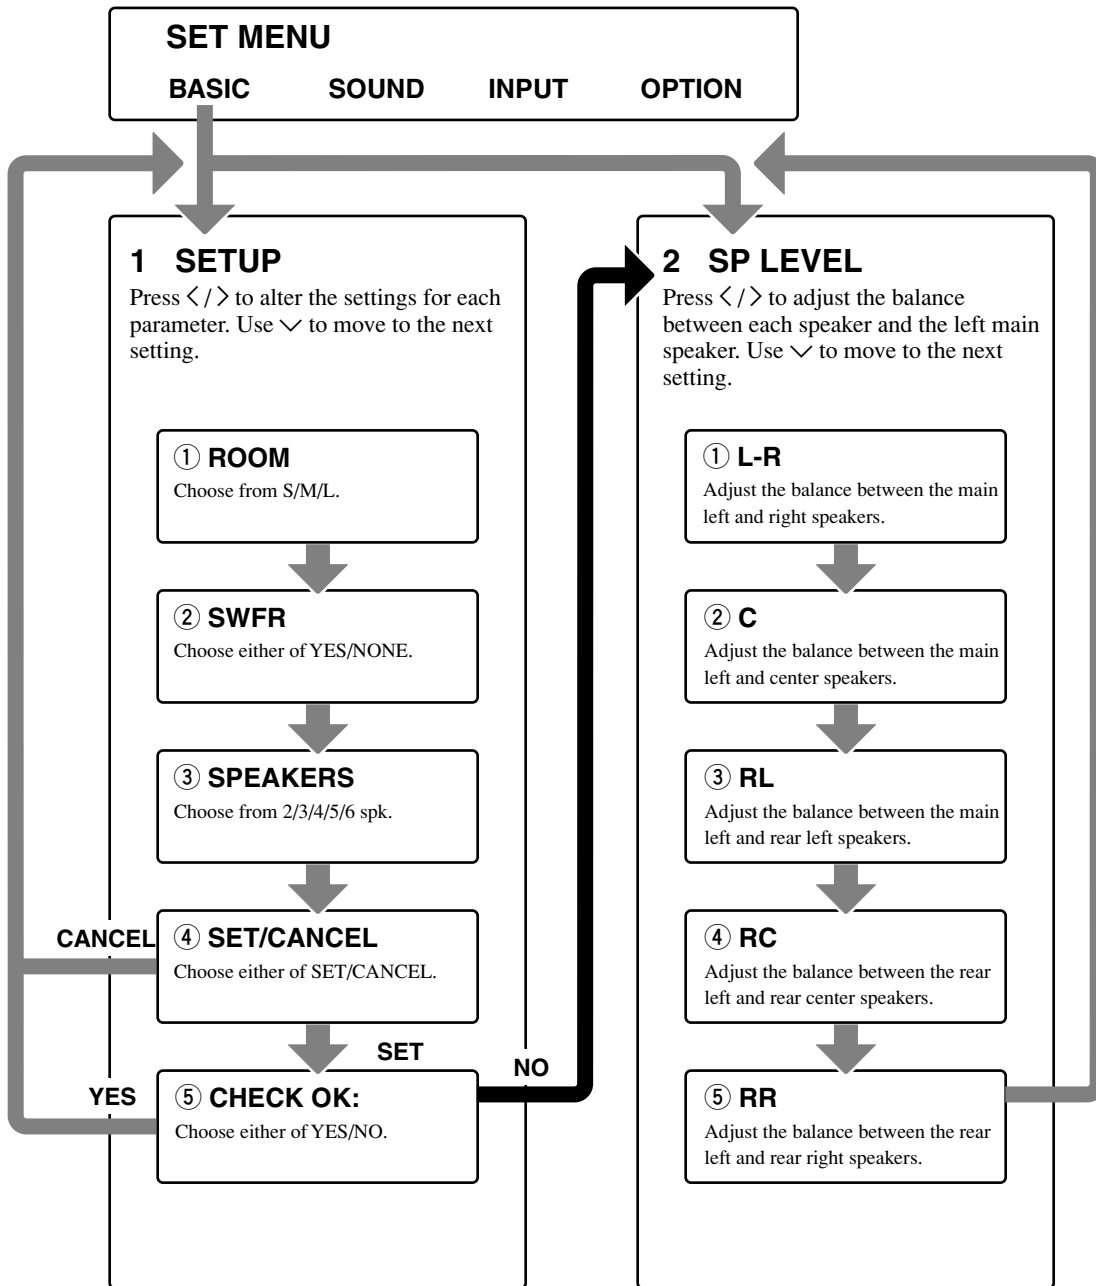 SET MENU
BASIC SOUND INPUT OPTION
1 SETUP
Press < / > to alter the settings for each
parameter. Use ∨ to move to the next
setting.
① ROOM
Choose from S/M/L.
② SWFR
Choose either of YES/NONE.
③ SPEAKERS
Choose from 2/3/4/5/6 spk.
CANCEL
④ SET/CANCEL
Choose either of SET/CANCEL.
SET
NO
YES
⑤ CHECK OK:
Choose either of YES/NO.
2 SP LEVEL
Press < / > to adjust the balance
between each speaker and the left main
speaker. Use ∨ to move to the next
setting.
① L-R
Adjust the balance between the main
left and right speakers.
② C
Adjust the balance between the main
left and center speakers.
③ RL
Adjust the balance between the main
left and rear left speakers.
④ RC
Adjust the balance between the rear
left and rear center speakers.
⑤ RR
Adjust the balance between the rear
left and rear right speakers.